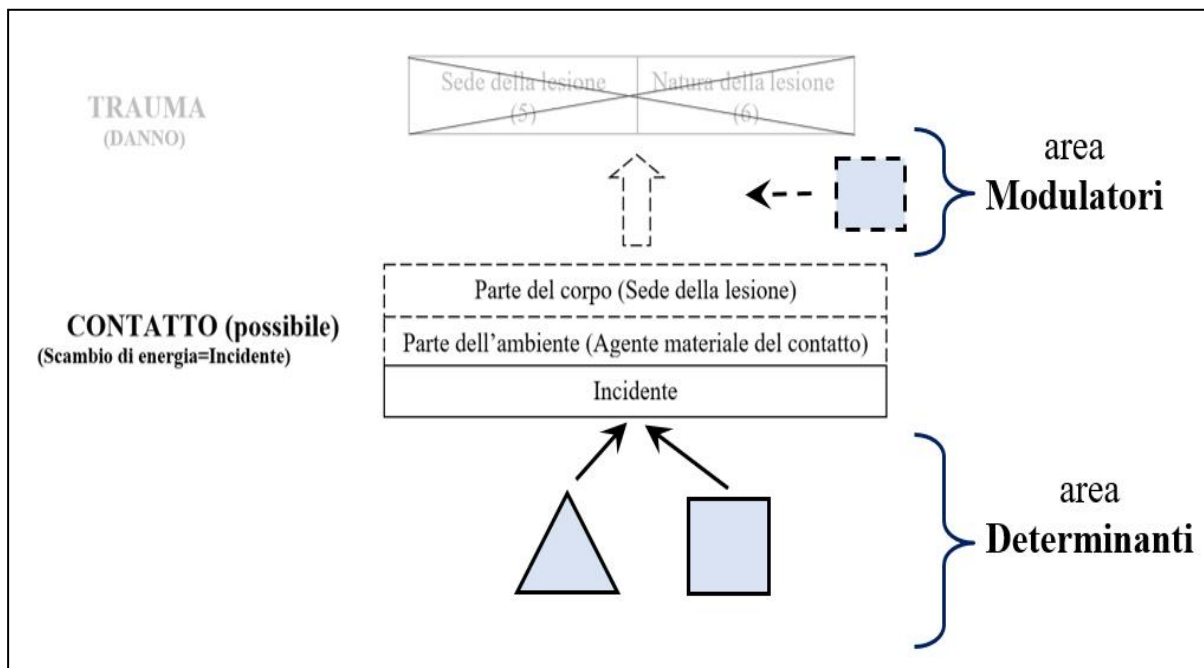 Sede della lesione
(5)
Natura della lesione
(6)
TRAUMA
(DANNO)
area
Modulatori
Parte del corpo (Sede della lesione)
CONTATTO (possibile)
(Scambio di energia=Incidente)
Parte dell’ambiente (Agente materiale del contatto)
Incidente
area
Determinanti